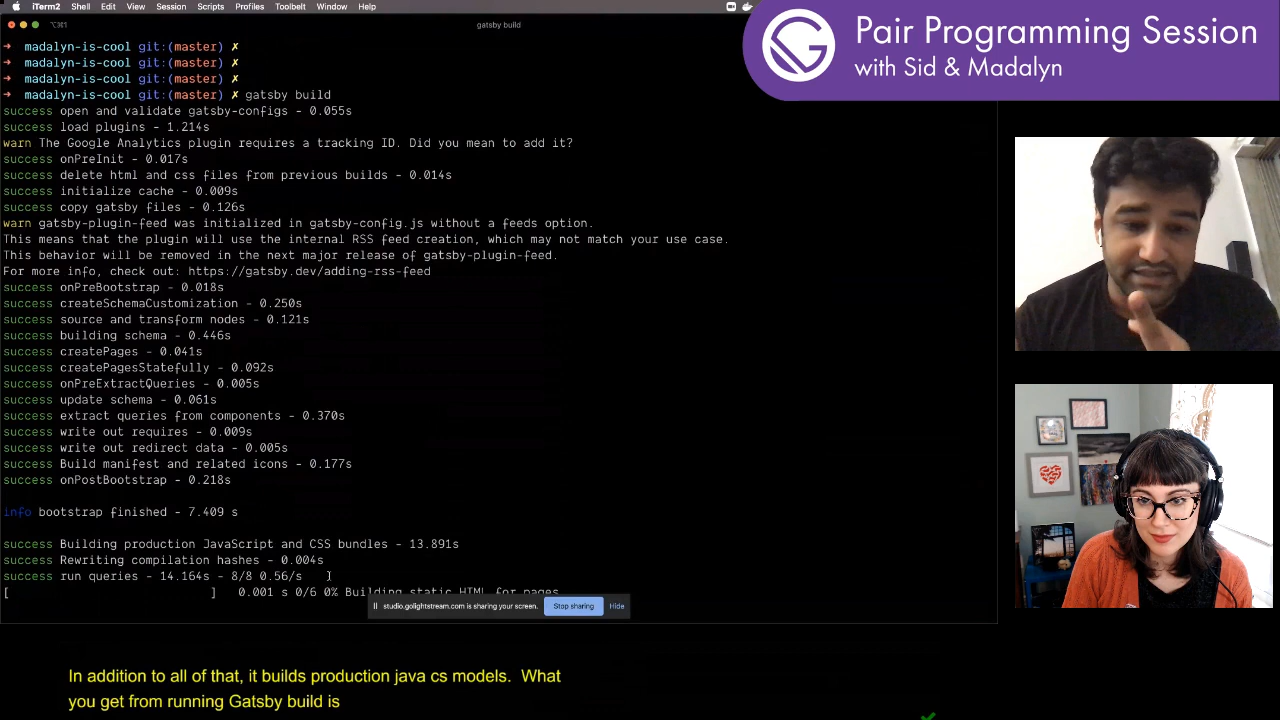 iTerm2 Shell Edit View Session Scripts Profiles Toolbelt Window Help
⌥⌘1 gatsby build
Pair Programming Session
with Sid & Madalyn
➜ madalyn-is-cool git:(master) ✗
➜ madalyn-is-cool git:(master) ✗
➜ madalyn-is-cool git:(master) ✗
➜ madalyn-is-cool git:(master) ✗ gatsby build
success open and validate gatsby-configs - 0.055s
success load plugins - 1.214s
warn The Google Analytics plugin requires a tracking ID. Did you mean to add it?
success onPreInit - 0.017s
success delete html and css files from previous builds - 0.014s
success initialize cache - 0.009s
success copy gatsby files - 0.126s
warn gatsby-plugin-feed was initialized in gatsby-config.js without a feeds option.
This means that the plugin will use the internal RSS feed creation, which may not match your use case.
This behavior will be removed in the next major release of gatsby-plugin-feed.
For more info, check out: https://gatsby.dev/adding-rss-feed
success onPreBootstrap - 0.018s
success createSchemaCustomization - 0.250s
success source and transform nodes - 0.121s
success building schema - 0.446s
success createPages - 0.041s
success createPagesStatefully - 0.092s
success onPreExtractQueries - 0.005s
success update schema - 0.061s
success extract queries from components - 0.370s
success write out requires - 0.009s
success write out redirect data - 0.005s
success Build manifest and related icons - 0.177s
success onPostBootstrap - 0.218s
info bootstrap finished - 7.409 s
success Building production JavaScript and CSS bundles - 13.891s
success Rewriting compilation hashes - 0.004s
success run queries - 14.164s - 8/8 0.56/s
[ ] 0.001 s 0/6 0% Building static HTML for pages
studio.golightstream.com is sharing your screen. Stop sharing Hide
In addition to all of that, it builds production java cs models. What
you get from running Gatsby build is